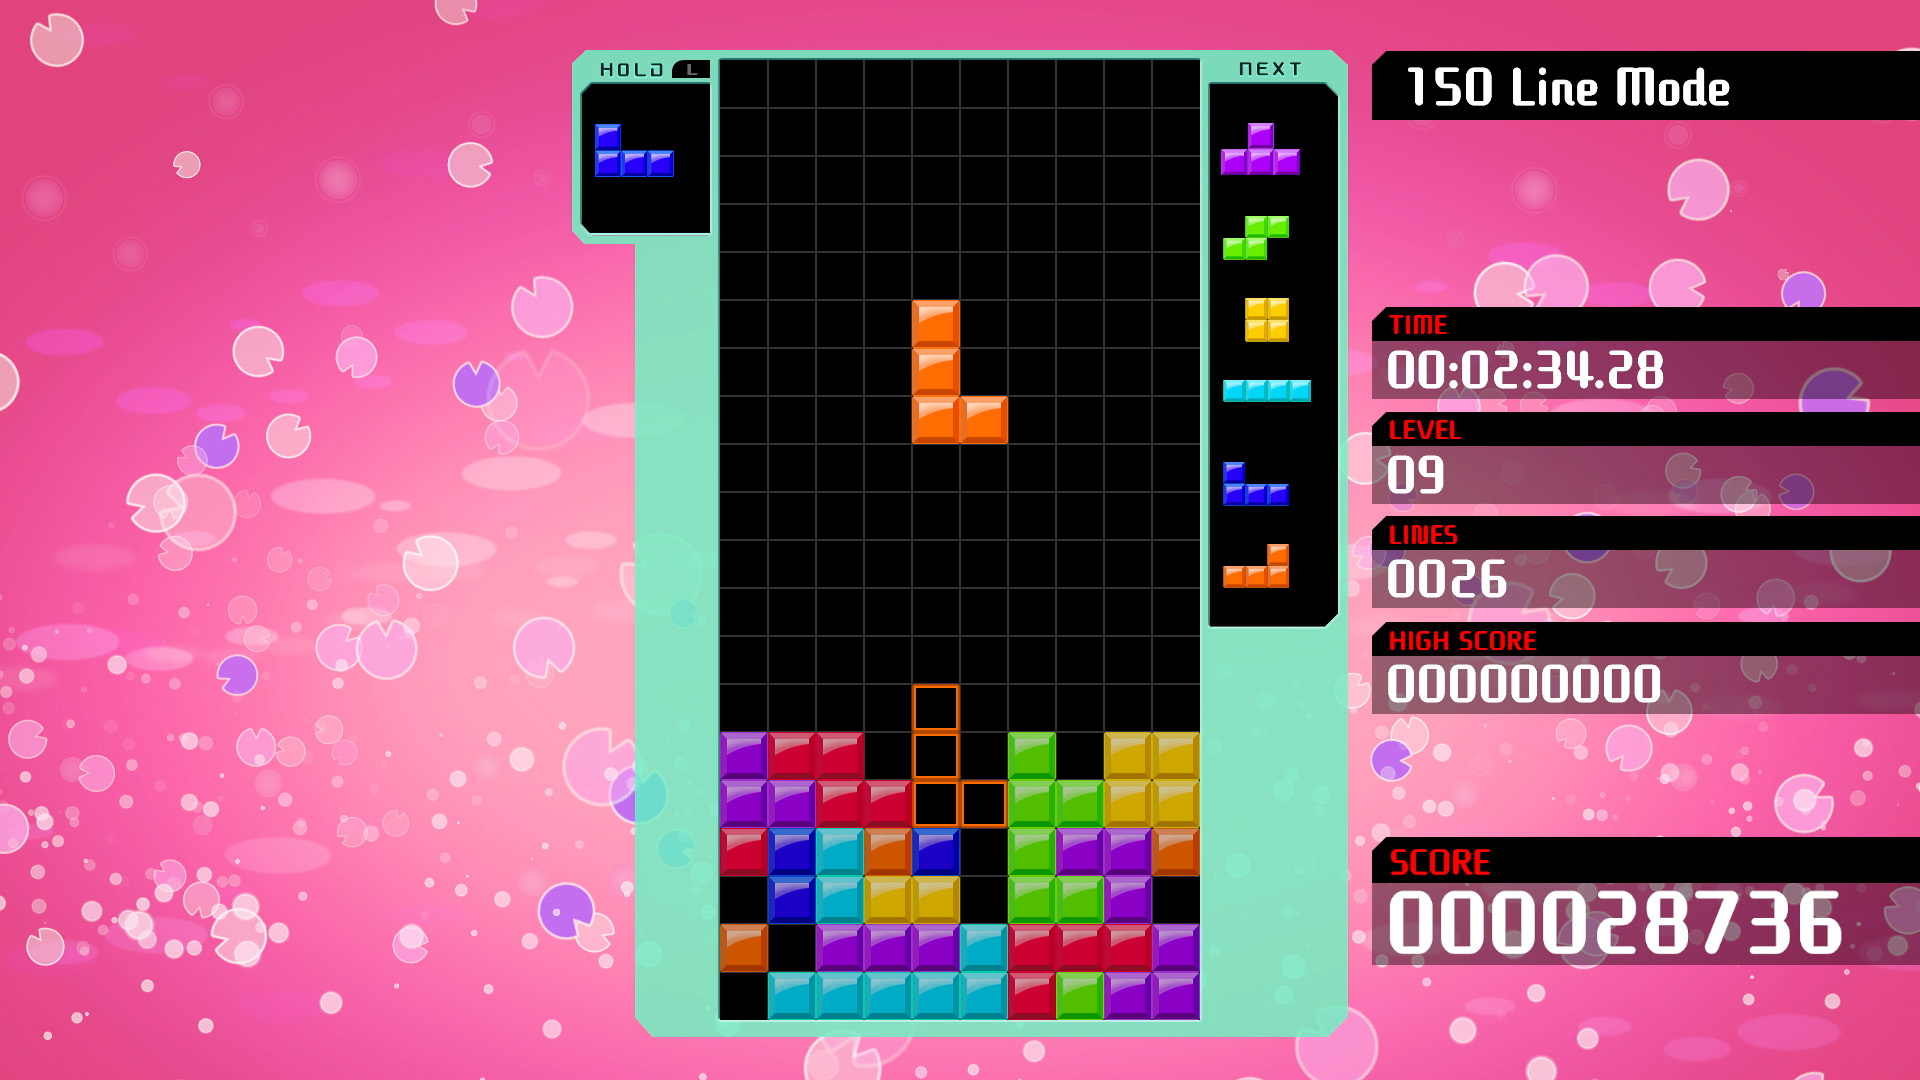 HOLD L
NEXT
150 Line Mode
TIME
00:02:34.28
LEVEL
09
LINES
0026
HIGH SCORE
000000000
SCORE
000028736